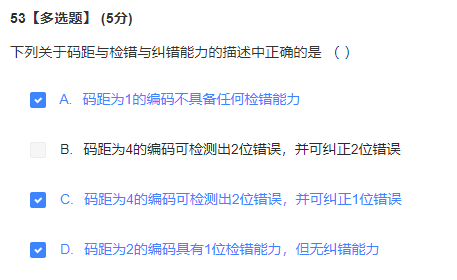 53【多选题】 (5分)
下列关于码距与检错与纠错能力的描述中正确的是 （ ）
A. 码距为1的编码不具备任何检错能力
B. 码距为4的编码可检测出2位错误，并可纠正2位错误
C. 码距为4的编码可检测出2位错误，并可纠正1位错误
D. 码距为2的编码具有1位检错能力，但无纠错能力